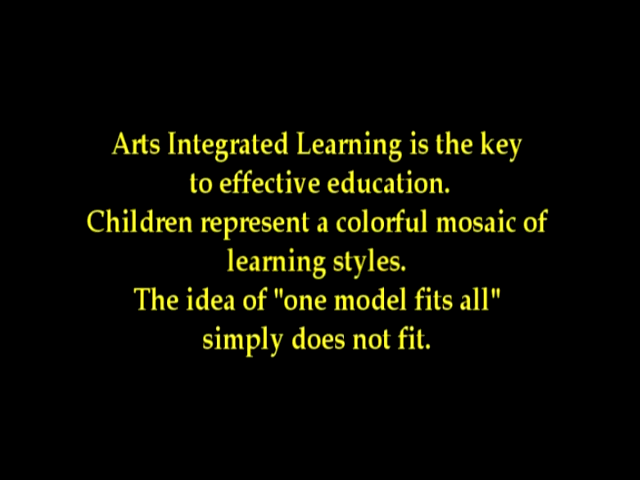 Arts Integrated Learning is the key
to effective education.
Children represent a colorful mosaic of
learning styles.
The idea of "one model fits all"
simply does not fit.